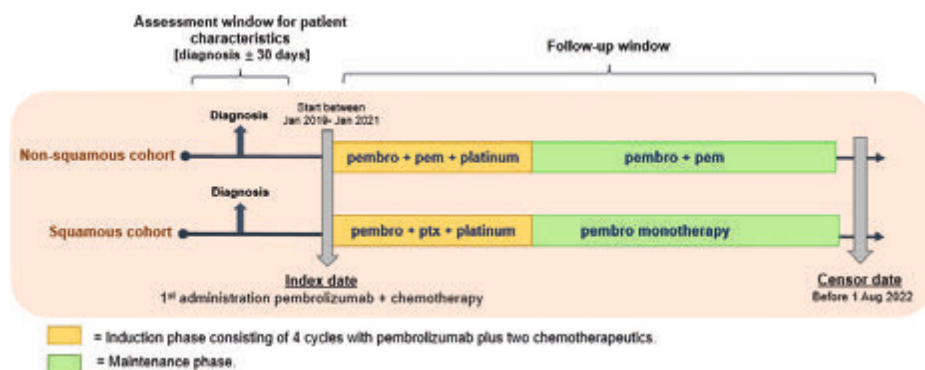 Assessment window for patient
characteristics
[diagnosis ± 30 days]
Follow-up window
Diagnosis
Start between
Jan 2019- Jan 2021
Non-squamous cohort
pembro + pem + platinum
pembro + pem
Diagnosis
Squamous cohort
pembro + ptx + platinum
pembro monotherapy
Index date
1st administration pembrolizumab + chemotherapy
Censor date
Before 1 Aug 2022
= Induction phase consisting of 4 cycles with pembrolizumab plus two chemotherapeutics.
= Maintenance phase.